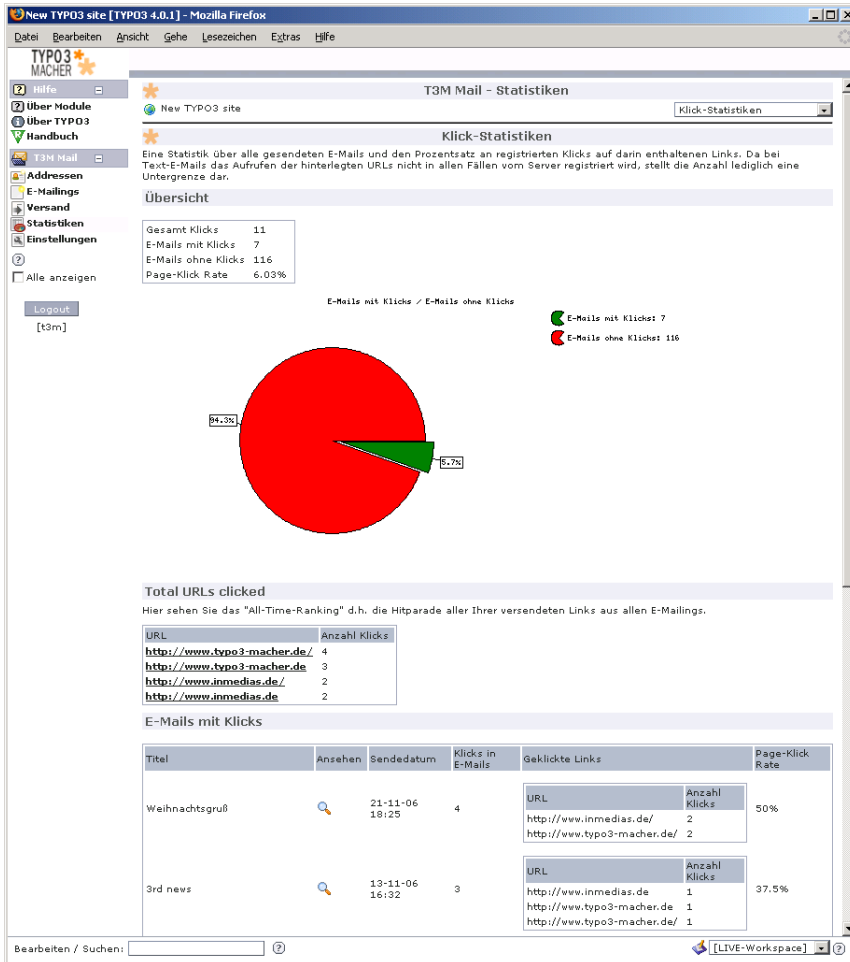 New TYPO3 site [TYPO3 4.0.1] - Mozilla Firefox
Datei Bearbeiten Ansicht Gehe Lesezeichen Extras Hilfe
TYPO3
MACHER
Hilfe
Über Module
Über TYPO3
Handbuch
T3M Mail
Addressen
E-Mailings
Versand
Statistiken
Einstellungen
Alle anzeigen
Logout
[t3m]
T3M Mail - Statistiken
New TYPO3 site
Klick-Statistiken
Klick-Statistiken
Eine Statistik über alle gesendeten E-Mails und den Prozentsatz an registrierten Klicks auf darin enthaltenen Links. Da bei
Text-E-Mails das Aufrufen der hinterlegten URLs nicht in allen Fällen vom Server registriert wird, stellt die Anzahl lediglich eine
Untergrenze dar.
Übersicht
Gesamt Klicks 11
E-Mails mit Klicks 7
E-Mails ohne Klicks 116
Page-Klick Rate 6.03%
E-Mails mit Klicks / E-Mails ohne Klicks
E-Mails mit Klicks: 7
E-Mails ohne Klicks: 116
94.3%
5.7%
Total URLs clicked
Hier sehen Sie das "All-Time-Ranking" d.h. die Hitparade aller Ihrer versendeten Links aus allen E-Mailings.
URL Anzahl Klicks
http://www.typo3-macher.de/ 4
http://www.typo3-macher.de 3
http://www.inmedias.de/ 2
http://www.inmedias.de 2
E-Mails mit Klicks
Titel Ansehen Sendedatum Klicks in E-Mails Geklickte Links Page-Klick Rate
Weihnachtsgruß 21-11-06 18:25 4 50%
URL Anzahl Klicks
http://www.inmedias.de/ 2
http://www.typo3-macher.de/ 2
3rd news 13-11-06 16:32 3 37.5%
URL Anzahl Klicks
http://www.inmedias.de 1
http://www.typo3-macher.de 1
http://www.typo3-macher.de/ 1
Bearbeiten / Suchen:
[LIVE-Workspace]